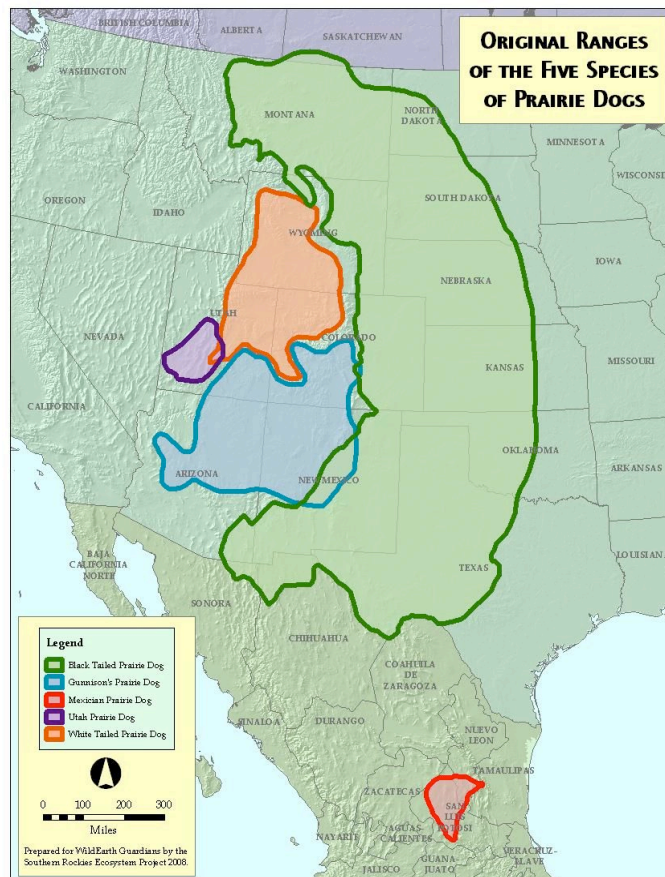 ORIGINAL RANGES
OF THE FIVE SPECIES
OF PRAIRIE DOGS
BRITISH COLUMBIA
ALBERTA
SASKATCHEWAN
WASHINGTON
MONTANA
NORTH
DAKOTA
MINNESOTA
WISCONSIN
OREGON
IDAHO
SOUTH DAKOTA
WYOMING
IOWA
NEBRASKA
NEVADA
UTAH
COLORADO
KANSAS
MISSOURI
CALIFORNIA
ARIZONA
NEW MEXICO
OKLAHOMA
ARKANSAS
TEXAS
LOUISIANA
BAJA
CALIFORNIA
NORTH
SONORA
CHIHUAHUA
COAHUILA
DE
ZARAGOZA
SINALOA
DURANGO
NUEVO
LEON
TAMAULIPAS
ZACATECAS
SAN
LUIS
POTOSI
NAYARIT
AGUAS-
CALIENTES
JALISCO
GUANA-
JUATO
VERACRUZ-
LLAVE
Legend
Black Tailed Prairie Dog
Gunnison's Prairie Dog
Mexician Prairie Dog
Utah Prairie Dog
White Tailed Prairie Dog
0 100 200 300
Miles
Prepared for WildEarth Guardians by the
Southern Rockies Ecosystem Project 2008.